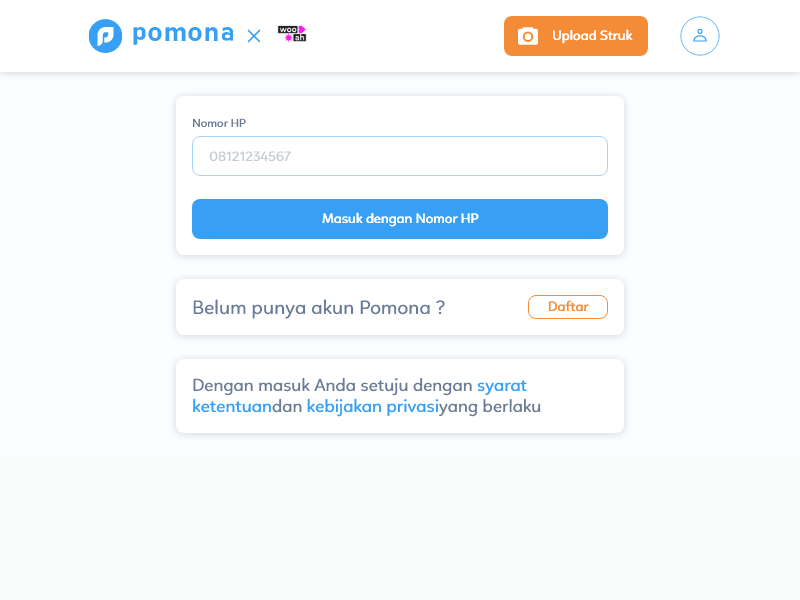 pomona
woo
ah
Upload Struk
Nomor HP
08121234567
Masuk dengan Nomor HP
Belum punya akun Pomona ?
Daftar
Dengan masuk Anda setuju dengan syarat
ketentuandan kebijakan privasiyang berlaku